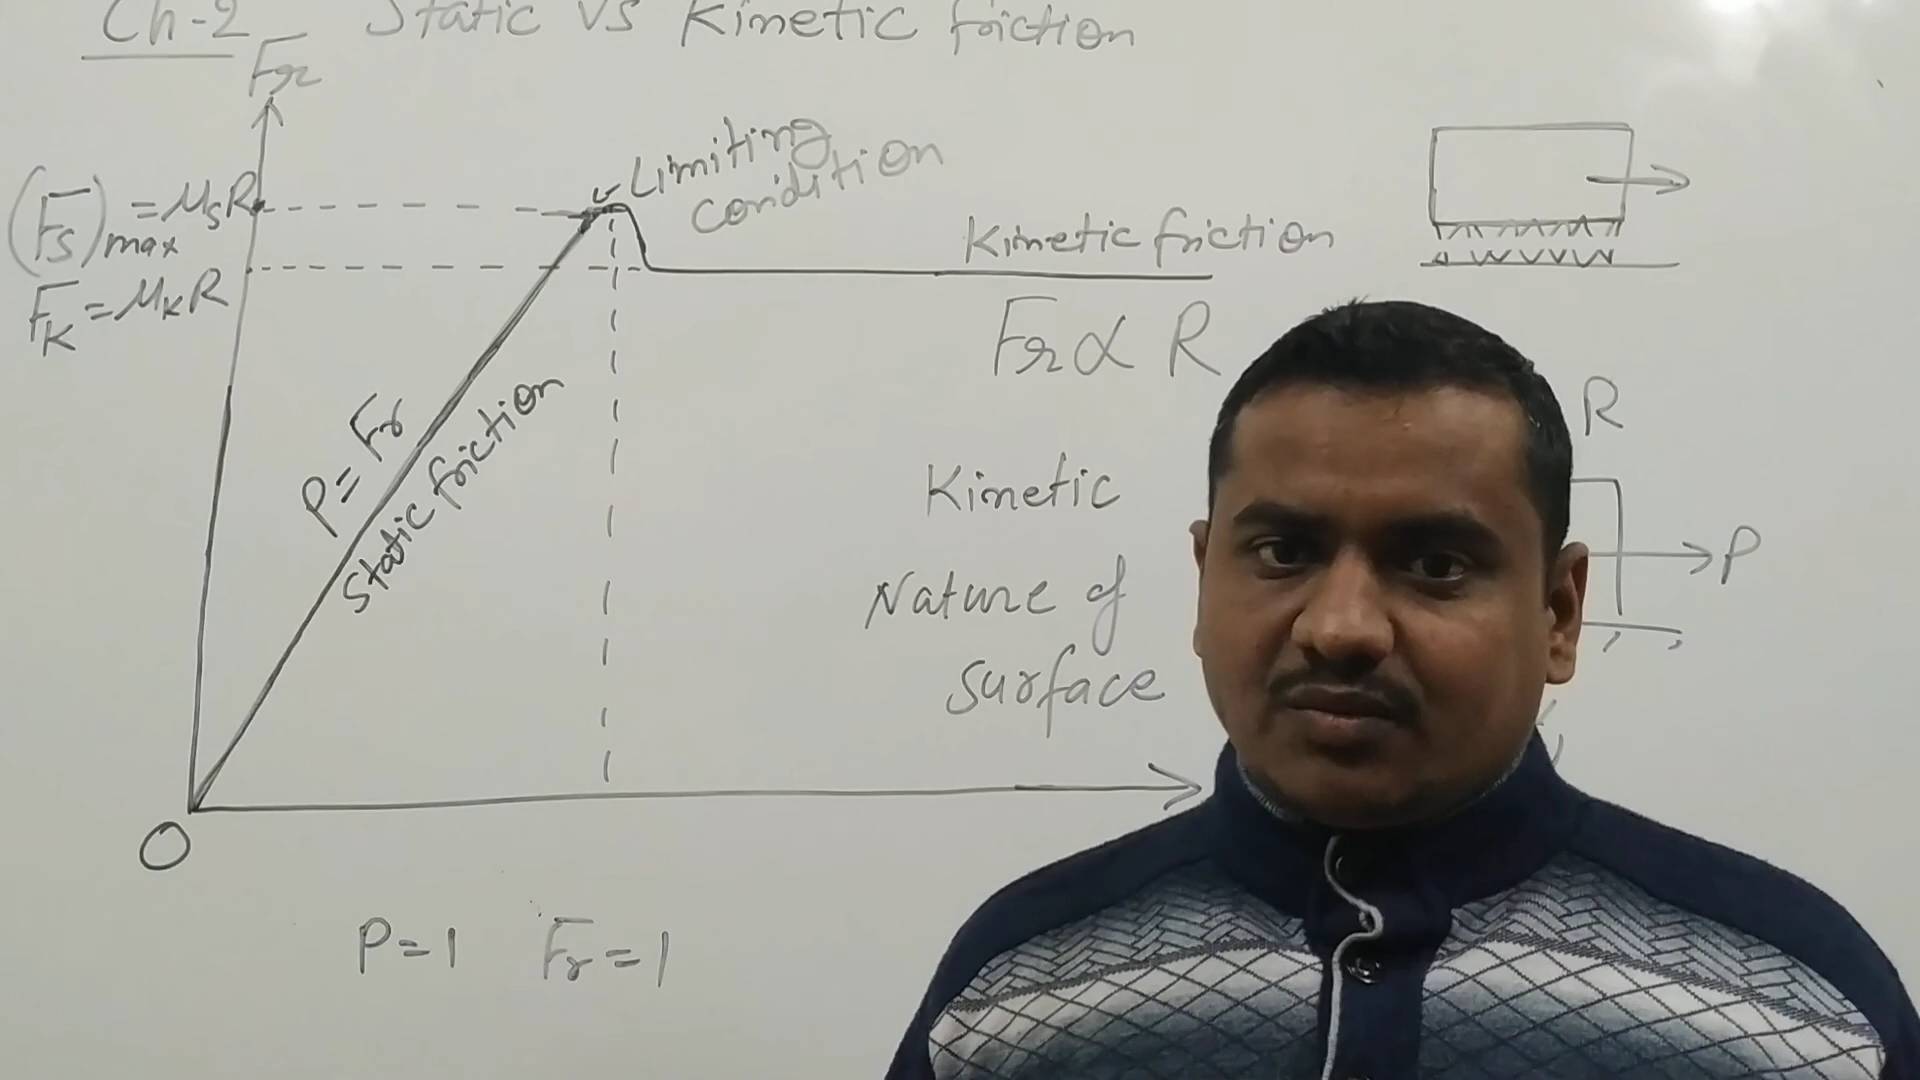 Ch-2 Static vs Kinetic friction
Fr
(Fs)max = μsR
Limiting
condition
Kinetic friction
FK = μKR
Fr ∝ R
P = Fr
Static friction
R
Kinetic
P
Nature of
surface
O
P=1 Fr=1